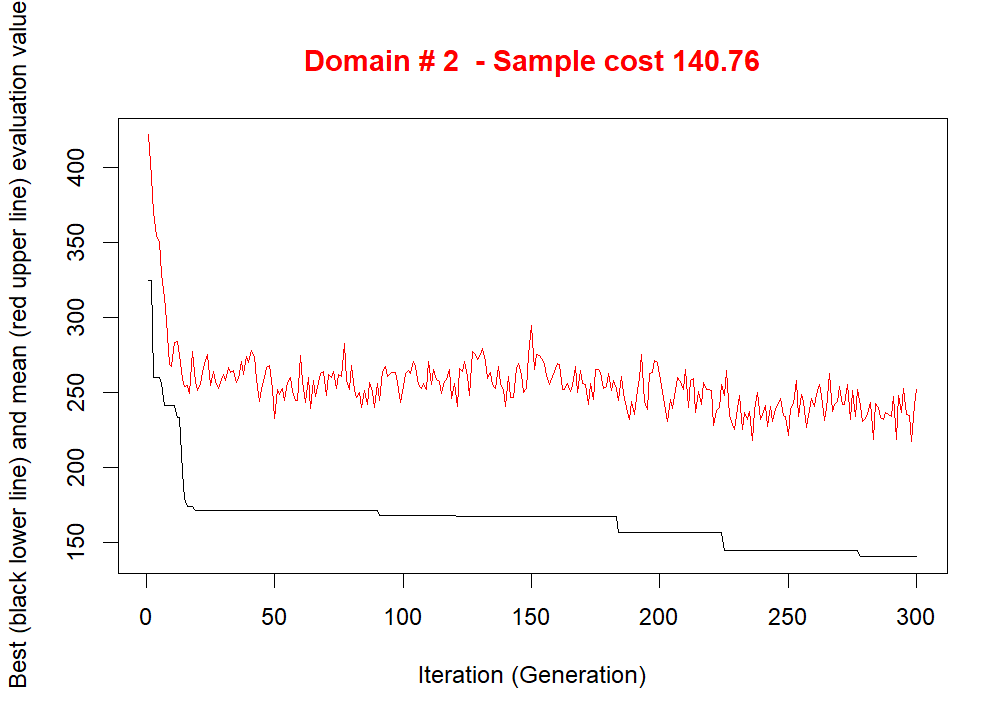 Domain # 2  - Sample cost 140.76
Best (black lower line) and mean (red upper line) evaluation value
400
350
300
250
200
150
0 50 100 150 200 250 300
Iteration (Generation)